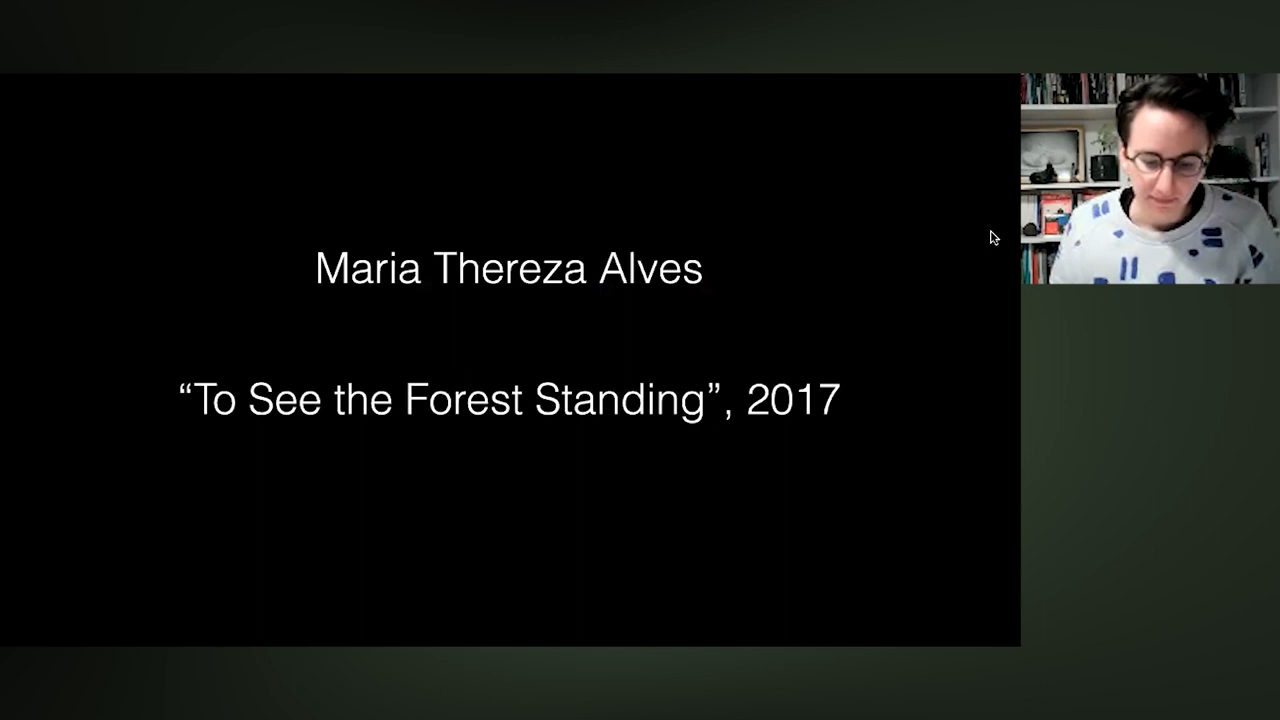 Maria Thereza Alves
“To See the Forest Standing”, 2017